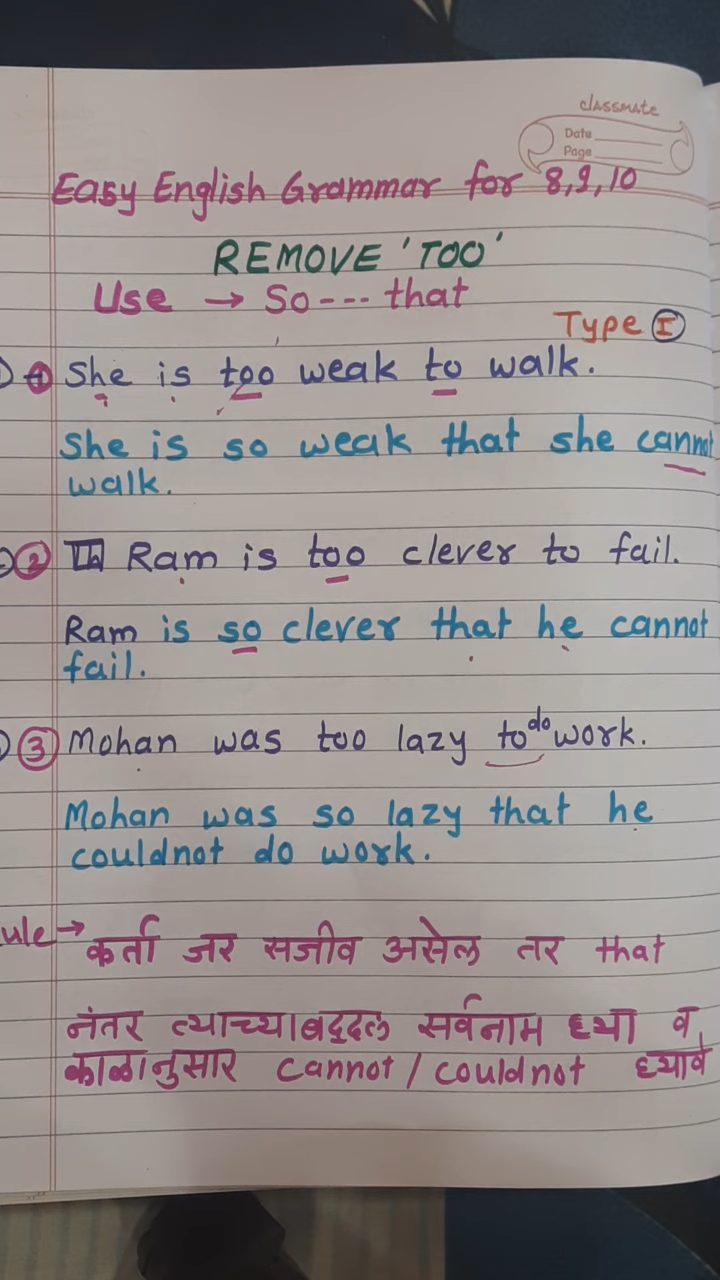 classmate
Date
Page
Easy English Grammar for 8,9,10
REMOVE 'TOO'
Use → So --- that
Type I
① She is too weak to walk.
She is so weak that she cannot
walk.
② Ram is too clever to fail.
Ram is so clever that he cannot
fail.
③ Mohan was too lazy to do work.
Mohan was so lazy that he
couldnot do work.
ule → कर्ता जर सजीव असेल तर that
नंतर त्याच्याबद्दल सर्वनाम घ्या व
काळानुसार cannot / couldnot घ्यावे